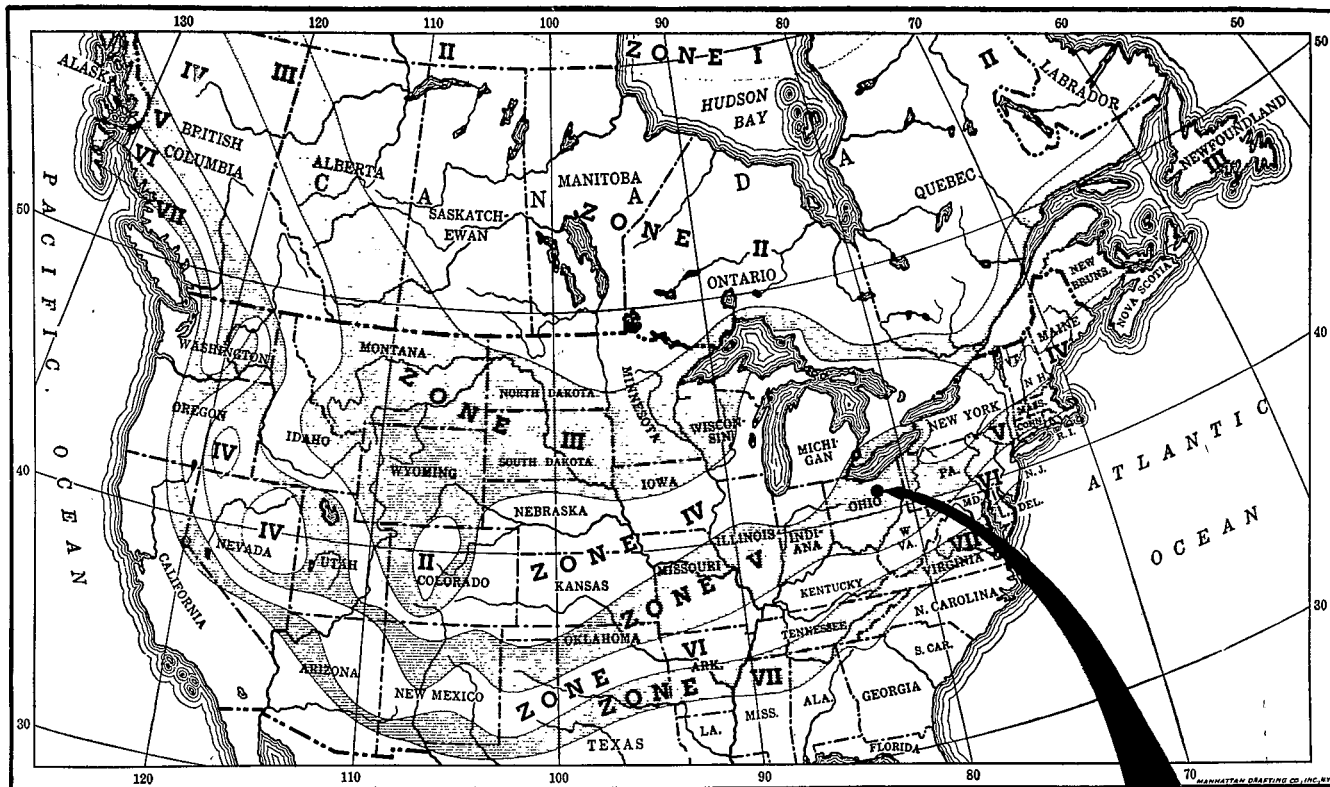 130 120 110 100 90 80 70 60 50
50
ALASKA
IV
III
II
ZONE I
II
LABRADOR
HUDSON
BAY
NEWFOUNDLAND
III
V
BRITISH
COLUMBIA
VI
VII
ALBERTA
CANADA
MANITOBA
SASKATCH-
EWAN
ZONE
II
ONTARIO
QUEBEC
NEW
BRUNS.
NOVA SCOTIA
MAINE
IV
50
40
PACIFIC OCEAN
WASHINGTON
MONTANA
ZONE
III
NORTH DAKOTA
SOUTH DAKOTA
MINNESOTA
WISCON-
SIN
MICHI-
GAN
NEW YORK
VT.
N H
MASS.
CONN.
R.I.
V
OREGON
IV
IDAHO
WYOMING
IOWA
NEBRASKA
PA.
N.J.
VI
MD.
DEL.
OHIO
ATLANTIC
OCEAN
40
IV
NEVADA
UTAH
II
COLORADO
ZONE
IV
KANSAS
ILLINOIS
INDI-
ANA
W.
VA.
VII
VIRGINIA
MISSOURI
ZONE V
KENTUCKY
CALIFORNIA
N. CAROLINA
30
OKLAHOMA
TENNESSEE
VI
ARK.
S. CAR.
ARIZONA
NEW MEXICO
ZONE
ZONE
VII
ALA.
GEORGIA
MISS.
LA.
TEXAS
FLORIDA
30
120 110 100 90 80 70
MANHATTAN DRAFTING CO., INC., N.Y.